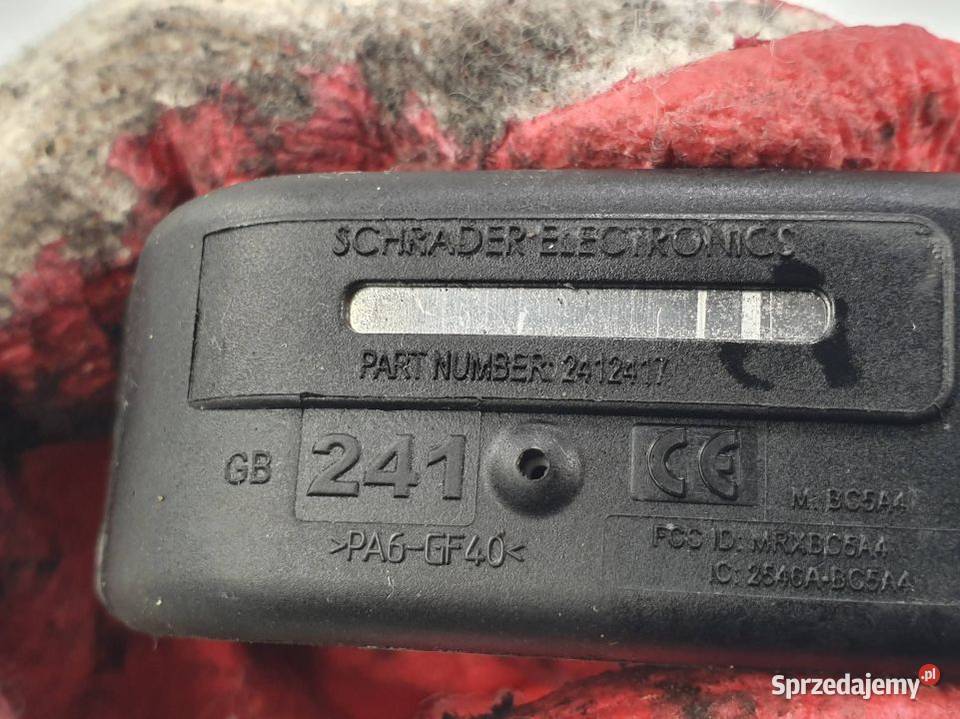 SCHRADER ELECTRONICS
PART NUMBER: 2412417
GB
241
CE
M: BC5A4
>PA6-GF40<
FCC ID: MRXBC5A4
IC: 2546A-BC5A4
Sprzedajemy.pl